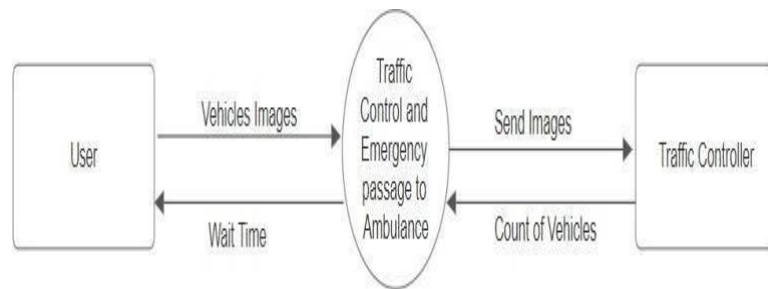 User
Vehicles Images
Wait Time
Traffic
Control and
Emergency
passage to
Ambulance
Send Images
Count of Vehicles
Traffic Controller